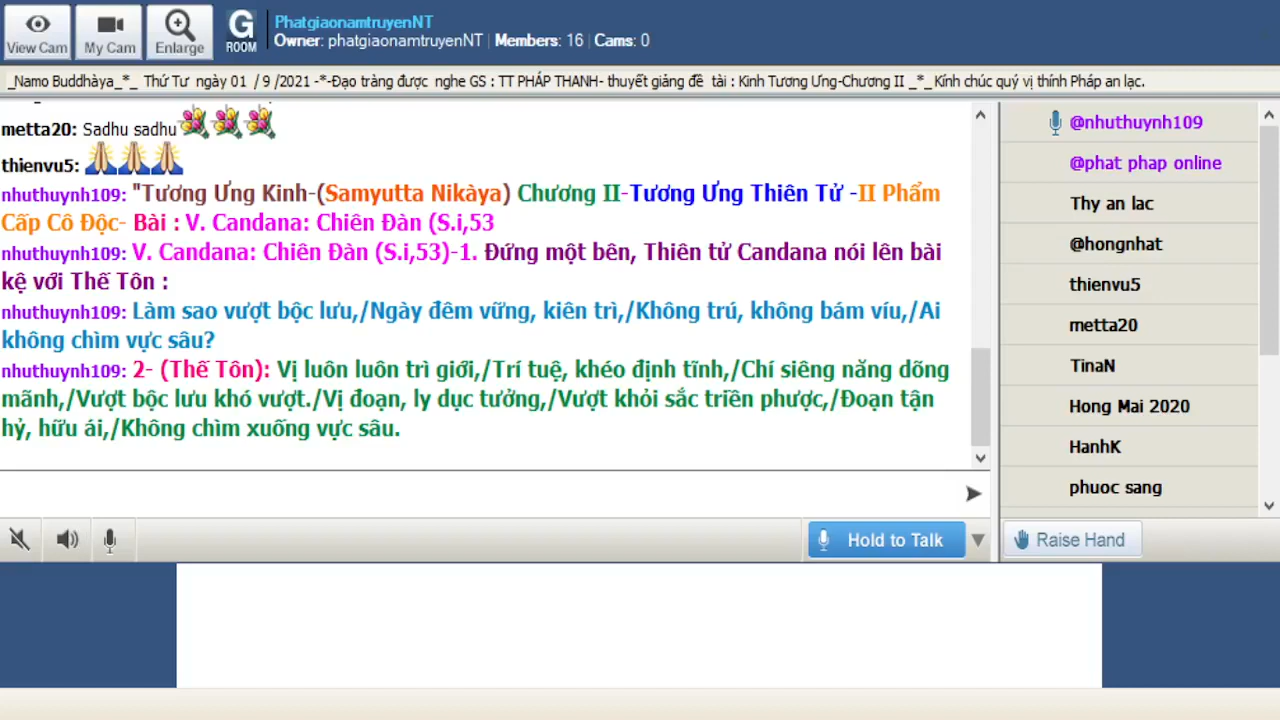 View Cam
My Cam
Enlarge
G
ROOM
PhatgiaonamtruyenNT
Owner: phatgiaonamtruyenNT | Members: 16 | Cams: 0
_Namo Buddhàya_*_ Thứ Tư ngày 01 / 9 /2021 -*-Đạo tràng được nghe GS : TT PHÁP THANH- thuyết giảng đề tài : Kinh Tương Ưng-Chương II _*_Kính chúc quý vị thính Pháp an lạc.
metta20: Sadhu sadhu
thienvu5:
nhuthuynh109: "Tương Ưng Kinh-(Samyutta Nikàya) Chương II-Tương Ưng Thiên Tử -II Phẩm
Cấp Cô Độc- Bài : V. Candana: Chiên Đàn (S.i,53
nhuthuynh109: V. Candana: Chiên Đàn (S.i,53)-1. Đứng một bên, Thiên tử Candana nói lên bài
kệ với Thế Tôn :
nhuthuynh109: Làm sao vượt bộc lưu,/Ngày đêm vững, kiên trì,/Không trú, không bám víu,/Ai
không chìm vực sâu?
nhuthuynh109: 2- (Thế Tôn): Vị luôn luôn trì giới,/Trí tuệ, khéo định tĩnh,/Chí siêng năng dõng
mãnh,/Vượt bộc lưu khó vượt./Vị đoạn, ly dục tưởng,/Vượt khỏi sắc triền phược,/Đoạn tận
hỷ, hữu ái,/Không chìm xuống vực sâu.
Hold to Talk
@nhuthuynh109
@phat phap online
Thy an lac
@hongnhat
thienvu5
metta20
TinaN
Hong Mai 2020
HanhK
phuoc sang
Raise Hand